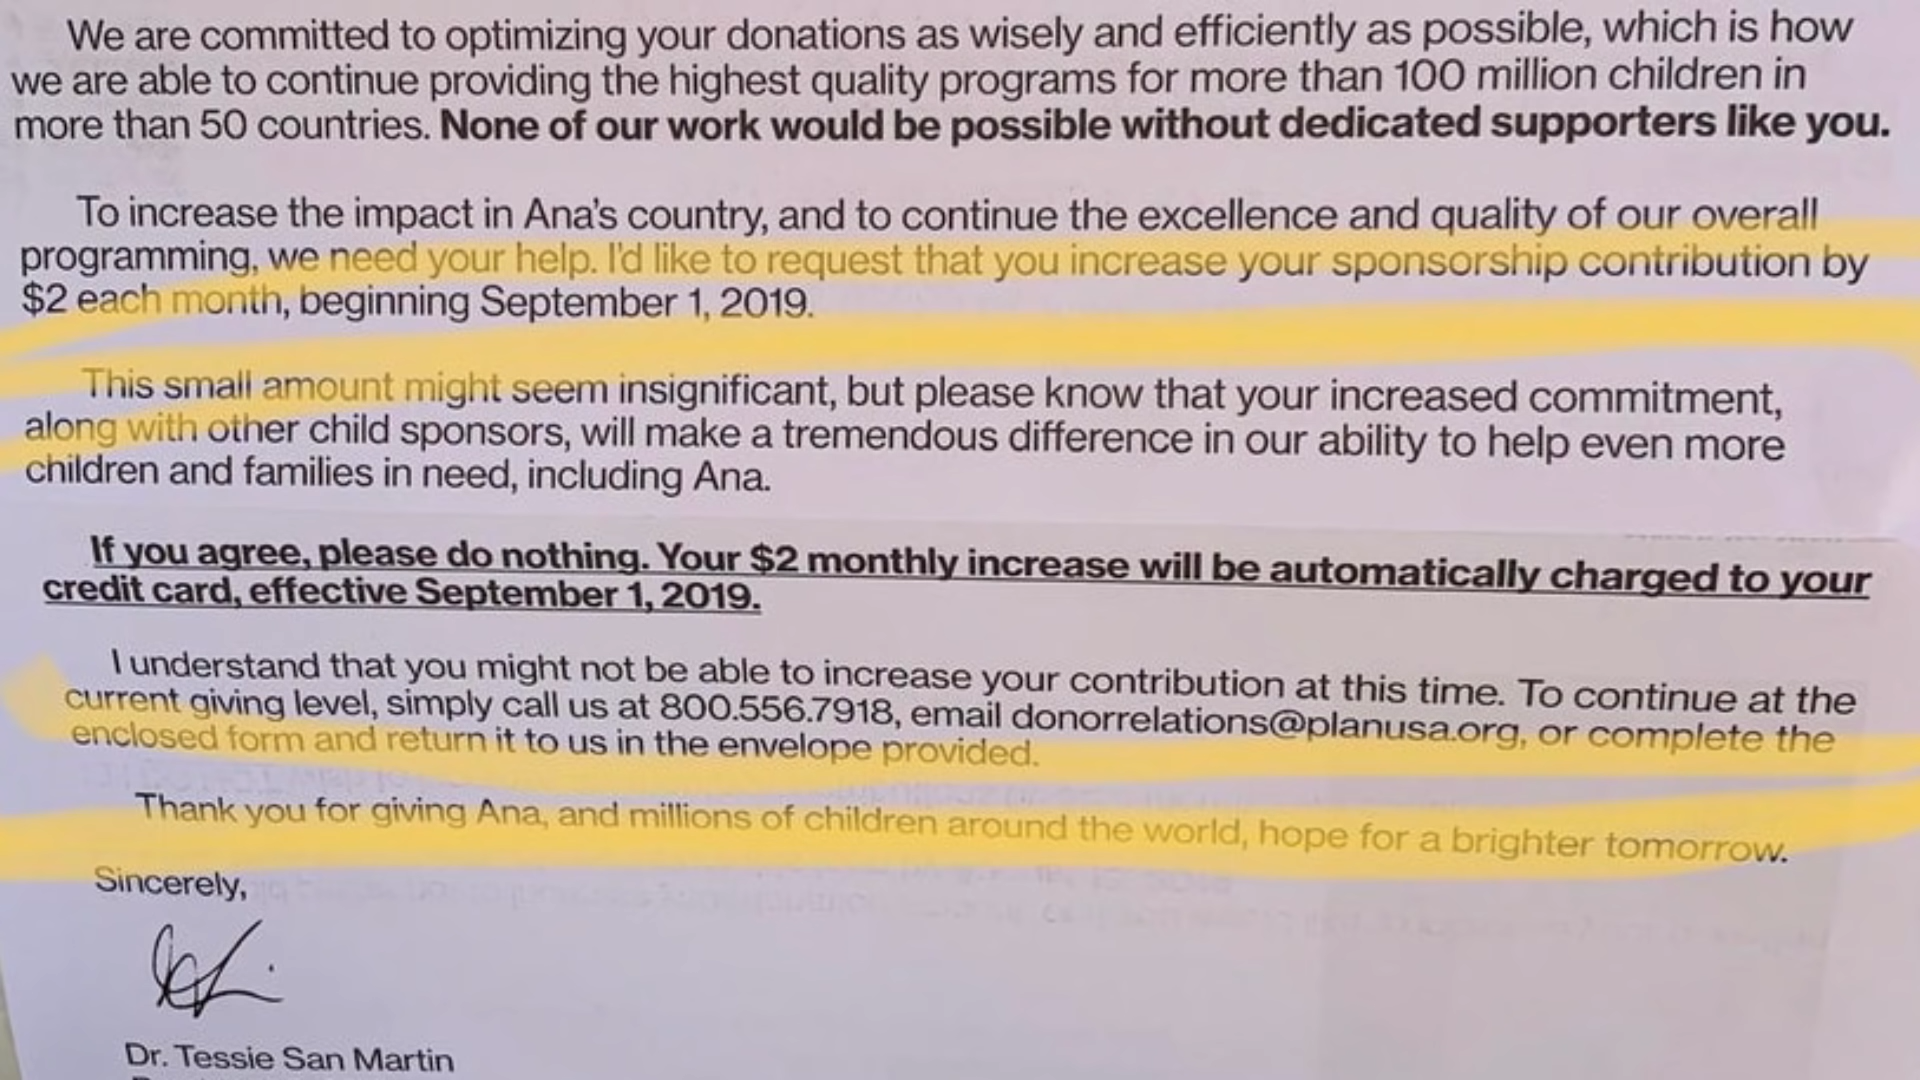 We are committed to optimizing your donations as wisely and efficiently as possible, which is how
we are able to continue providing the highest quality programs for more than 100 million children in
more than 50 countries. None of our work would be possible without dedicated supporters like you.
To increase the impact in Ana's country, and to continue the excellence and quality of our overall
programming, we need your help. I'd like to request that you increase your sponsorship contribution by
$2 each month, beginning September 1, 2019.
This small amount might seem insignificant, but please know that your increased commitment,
along with other child sponsors, will make a tremendous difference in our ability to help even more
children and families in need, including Ana.
If you agree, please do nothing. Your $2 monthly increase will be automatically charged to your
credit card, effective September 1, 2019.
I understand that you might not be able to increase your contribution at this time. To continue at the
current giving level, simply call us at 800.556.7918, email donorrelations@planusa.org, or complete the
enclosed form and return it to us in the envelope provided.
Thank you for giving Ana, and millions of children around the world, hope for a brighter tomorrow.
Sincerely,
Dr. Tessie San Martin